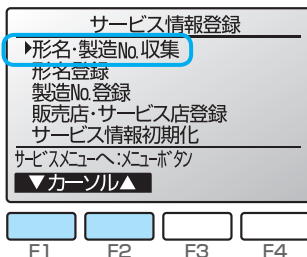 サービス情報登録
▶形名・製造No.収集
形名登録
製造No.登録
販売店・サービス店登録
サービス情報初期化
ｻｰﾋﾞｽﾒﾆｭｰへ:ﾒﾆｭｰﾎﾞﾀﾝ
▼カーソル▲
F1 F2 F3 F4